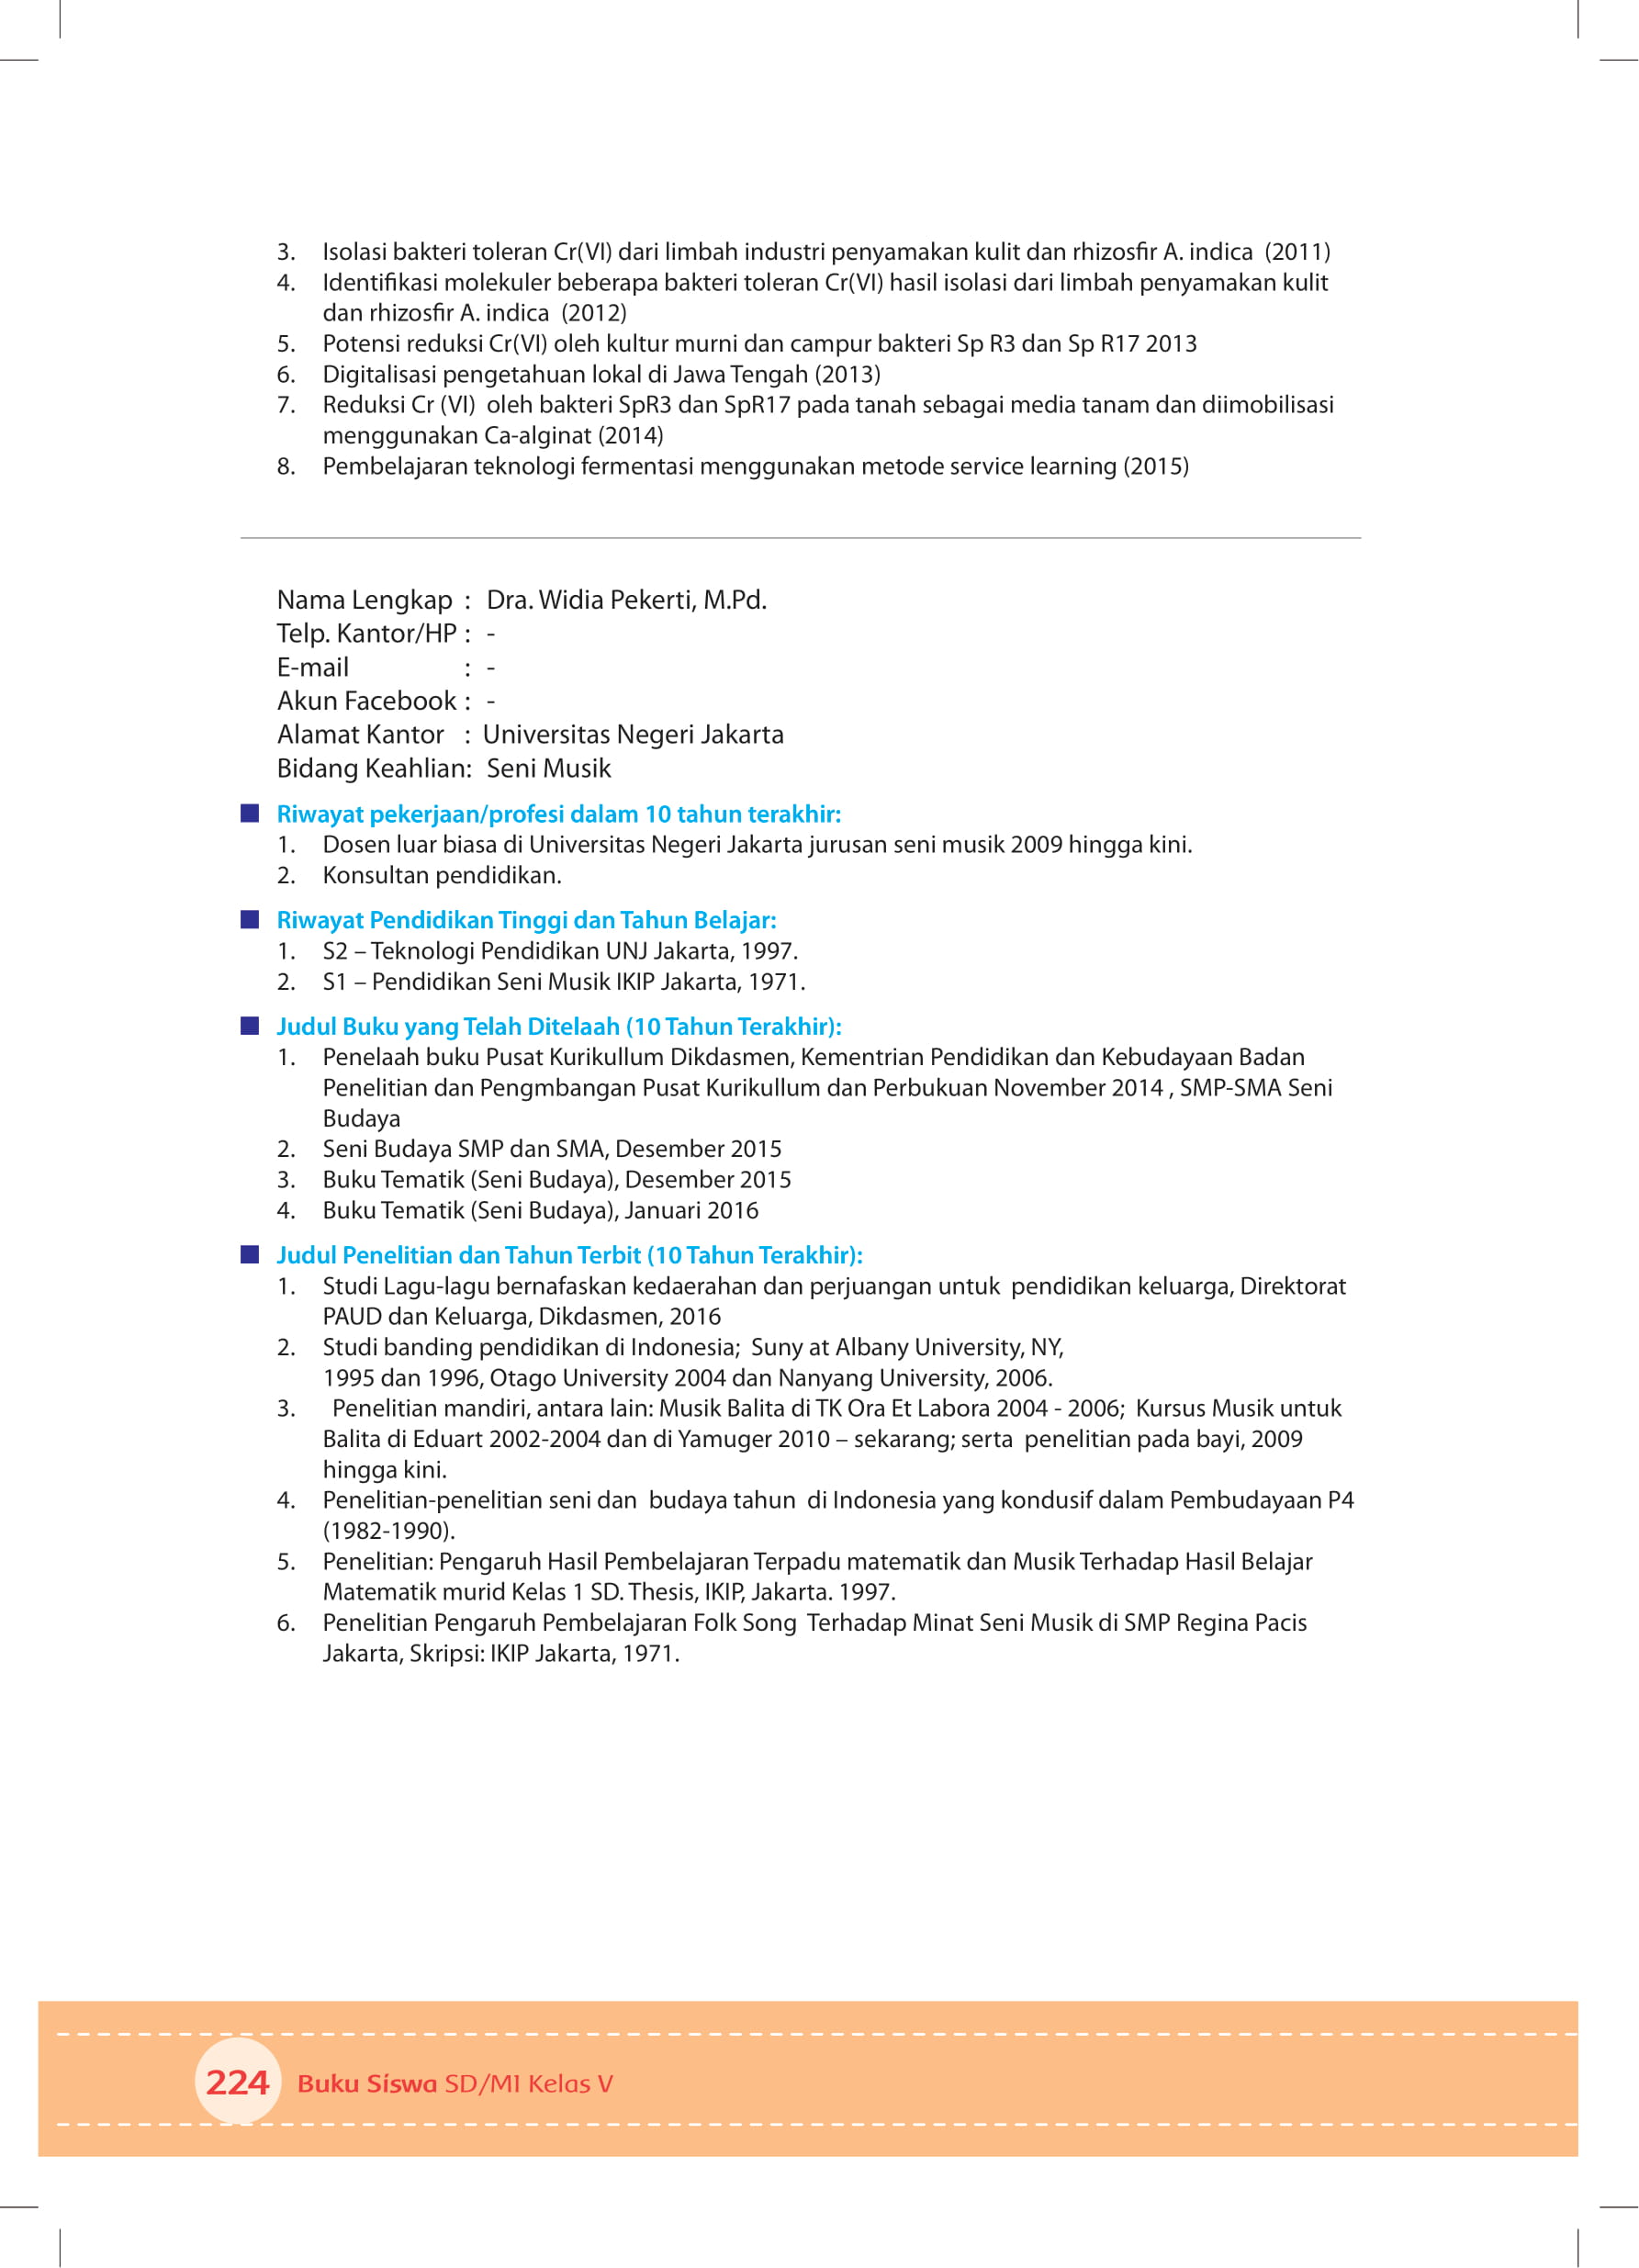 3. Isolasi bakteri toleran Cr(VI) dari limbah industri penyamakan kulit dan rhizosfir A. indica (2011)
4. Identifikasi molekuler beberapa bakteri toleran Cr(VI) hasil isolasi dari limbah penyamakan kulit
dan rhizosfir A. indica (2012)
5. Potensi reduksi Cr(VI) oleh kultur murni dan campur bakteri Sp R3 dan Sp R17 2013
6. Digitalisasi pengetahuan lokal di Jawa Tengah (2013)
7. Reduksi Cr (VI) oleh bakteri SpR3 dan SpR17 pada tanah sebagai media tanam dan diimobilisasi
menggunakan Ca-alginat (2014)
8. Pembelajaran teknologi fermentasi menggunakan metode service learning (2015)
Nama Lengkap : Dra. Widia Pekerti, M.Pd.
Telp. Kantor/HP : -
E-mail : -
Akun Facebook : -
Alamat Kantor : Universitas Negeri Jakarta
Bidang Keahlian: Seni Musik
Riwayat pekerjaan/profesi dalam 10 tahun terakhir:
1. Dosen luar biasa di Universitas Negeri Jakarta jurusan seni musik 2009 hingga kini.
2. Konsultan pendidikan.
Riwayat Pendidikan Tinggi dan Tahun Belajar:
1. S2 – Teknologi Pendidikan UNJ Jakarta, 1997.
2. S1 – Pendidikan Seni Musik IKIP Jakarta, 1971.
Judul Buku yang Telah Ditelaah (10 Tahun Terakhir):
1. Penelaah buku Pusat Kurikullum Dikdasmen, Kementrian Pendidikan dan Kebudayaan Badan
Penelitian dan Pengmbangan Pusat Kurikullum dan Perbukuan November 2014 , SMP-SMA Seni
Budaya
2. Seni Budaya SMP dan SMA, Desember 2015
3. Buku Tematik (Seni Budaya), Desember 2015
4. Buku Tematik (Seni Budaya), Januari 2016
Judul Penelitian dan Tahun Terbit (10 Tahun Terakhir):
1. Studi Lagu-lagu bernafaskan kedaerahan dan perjuangan untuk pendidikan keluarga, Direktorat
PAUD dan Keluarga, Dikdasmen, 2016
2. Studi banding pendidikan di Indonesia; Suny at Albany University, NY,
1995 dan 1996, Otago University 2004 dan Nanyang University, 2006.
3. Penelitian mandiri, antara lain: Musik Balita di TK Ora Et Labora 2004 - 2006; Kursus Musik untuk
Balita di Eduart 2002-2004 dan di Yamuger 2010 – sekarang; serta penelitian pada bayi, 2009
hingga kini.
4. Penelitian-penelitian seni dan budaya tahun di Indonesia yang kondusif dalam Pembudayaan P4
(1982-1990).
5. Penelitian: Pengaruh Hasil Pembelajaran Terpadu matematik dan Musik Terhadap Hasil Belajar
Matematik murid Kelas 1 SD. Thesis, IKIP, Jakarta. 1997.
6. Penelitian Pengaruh Pembelajaran Folk Song Terhadap Minat Seni Musik di SMP Regina Pacis
Jakarta, Skripsi: IKIP Jakarta, 1971.
224 Buku Siswa SD/MI Kelas V